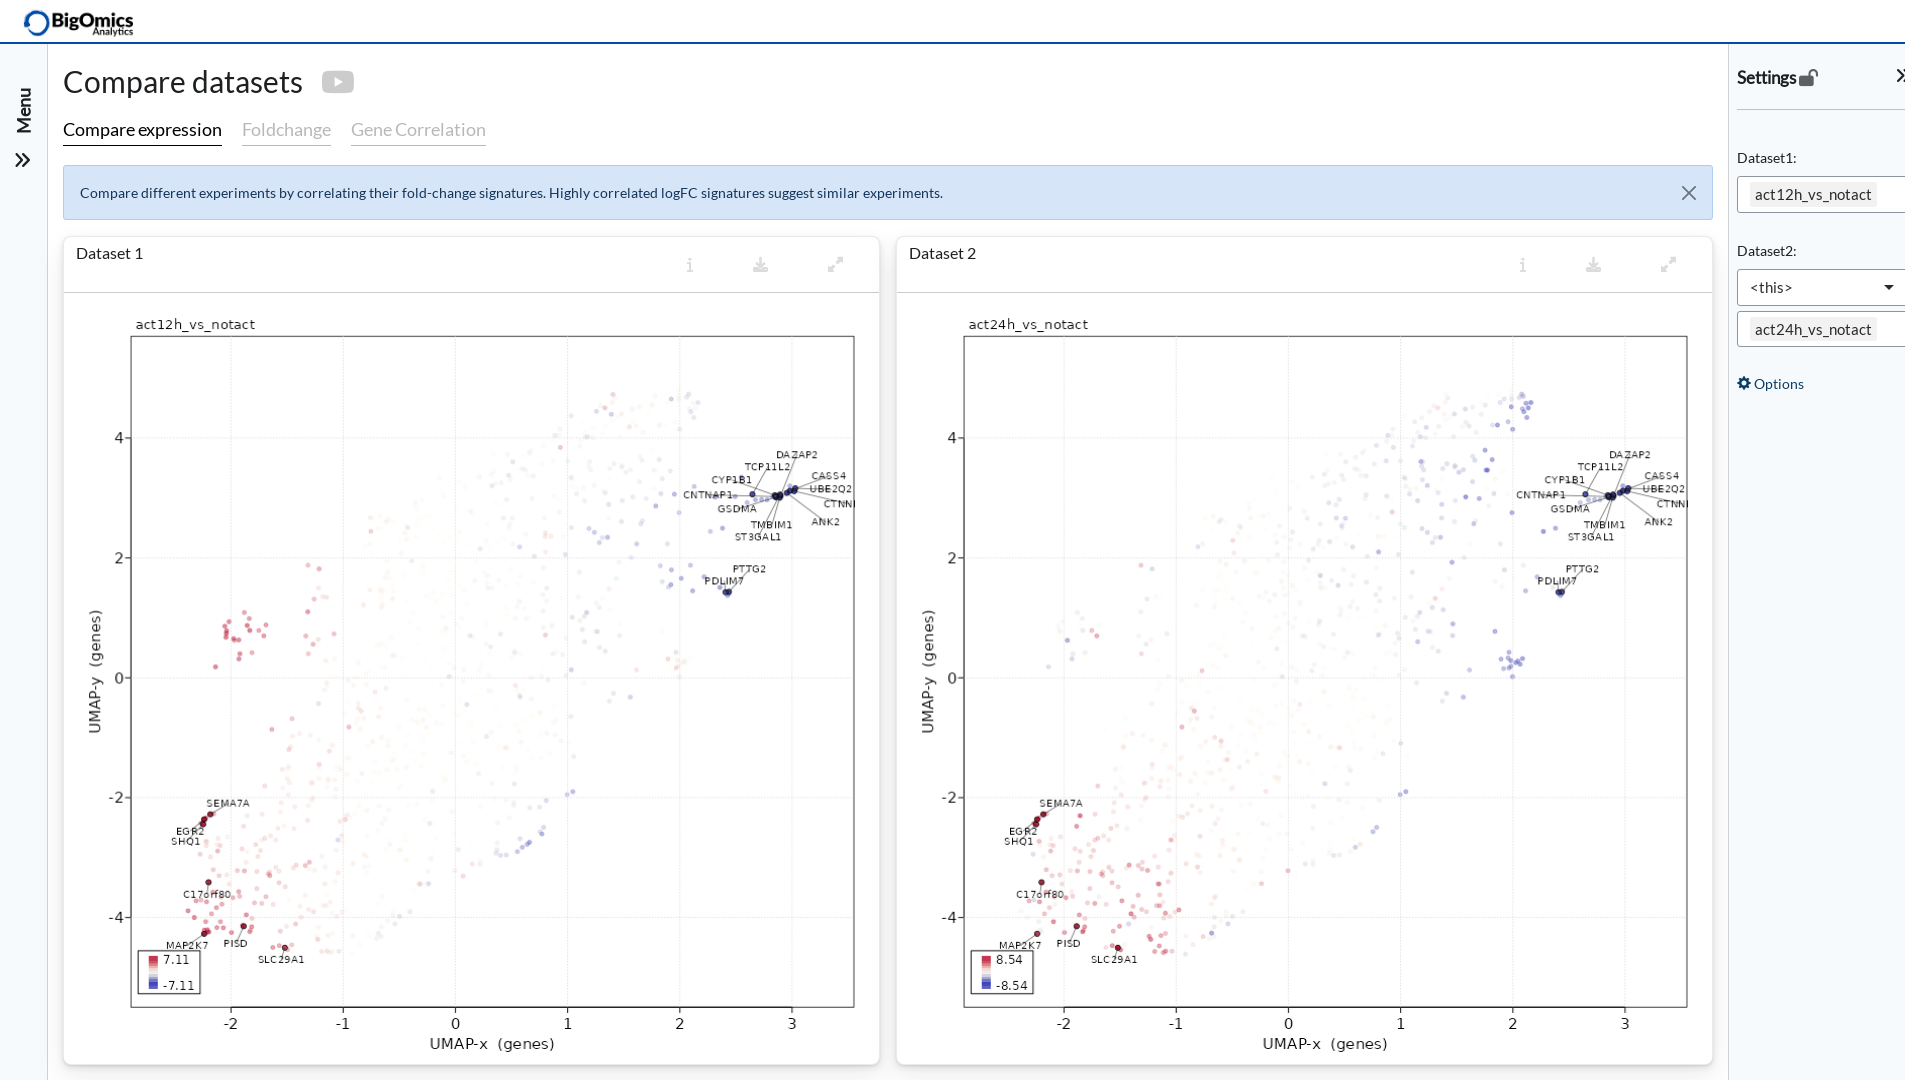 BigOmics
Analytics
Menu
Compare datasets
Compare expression
Foldchange
Gene Correlation
Compare different experiments by correlating their fold-change signatures. Highly correlated logFC signatures suggest similar experiments.
Dataset 1
act12h_vs_notact
DAZAP2
TCP11L2
CYP1B1
CASS4
CNTNAP1
UBE2Q2
GSDMA
CTNN
TMBIM1
ANK2
ST3GAL1
PTTG2
PDLIM7
SEMA7A
EGR2
SHQ1
C17orf80
MAP2K7
PISD
SLC29A1
7.11
-7.11
4
2
0
-2
-4
UMAP-y (genes)
-2 -1 0 1 2 3
UMAP-x (genes)
Dataset 2
act24h_vs_notact
DAZAP2
TCP11L2
CYP1B1
CASS4
CNTNAP1
UBE2Q2
GSDMA
CTNN
TMBIM1
ANK2
ST3GAL1
PTTG2
PDLIM7
SEMA7A
EGR2
SHQ1
C17orf80
MAP2K7
PISD
SLC29A1
8.54
-8.54
4
2
0
-2
-4
UMAP-y (genes)
-2 -1 0 1 2 3
UMAP-x (genes)
Settings
Dataset1:
act12h_vs_notact
Dataset2:
<this>
act24h_vs_notact
Options